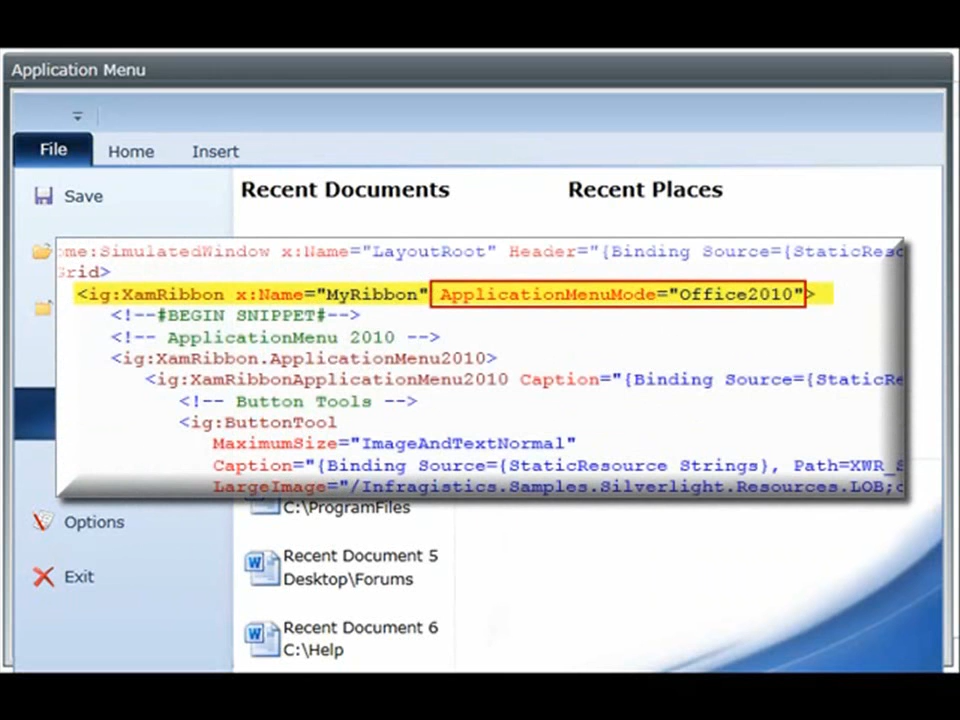 Application Menu
File
Home
Insert
Save
Recent Documents
Recent Places
me:SimulatedWindow x:Name="LayoutRoot" Header="{Binding Source={StaticReso
Grid>
<ig:XamRibbon x:Name="MyRibbon" ApplicationMenuMode="Office2010">
<!--#BEGIN SNIPPET#-->
<!-- ApplicationMenu 2010 -->
<ig:XamRibbon.ApplicationMenu2010>
<ig:XamRibbonApplicationMenu2010 Caption="{Binding Source={StaticRe
<!-- Button Tools -->
<ig:ButtonTool
MaximumSize="ImageAndTextNormal"
Caption="{Binding Source={StaticResource Strings}, Path=XWR_S
LargeImage="/Infragistics.Samples.Silverlight.Resources.LOB;c
C:\ProgramFiles
Options
Recent Document 5
Desktop\Forums
Exit
Recent Document 6
C:\Help